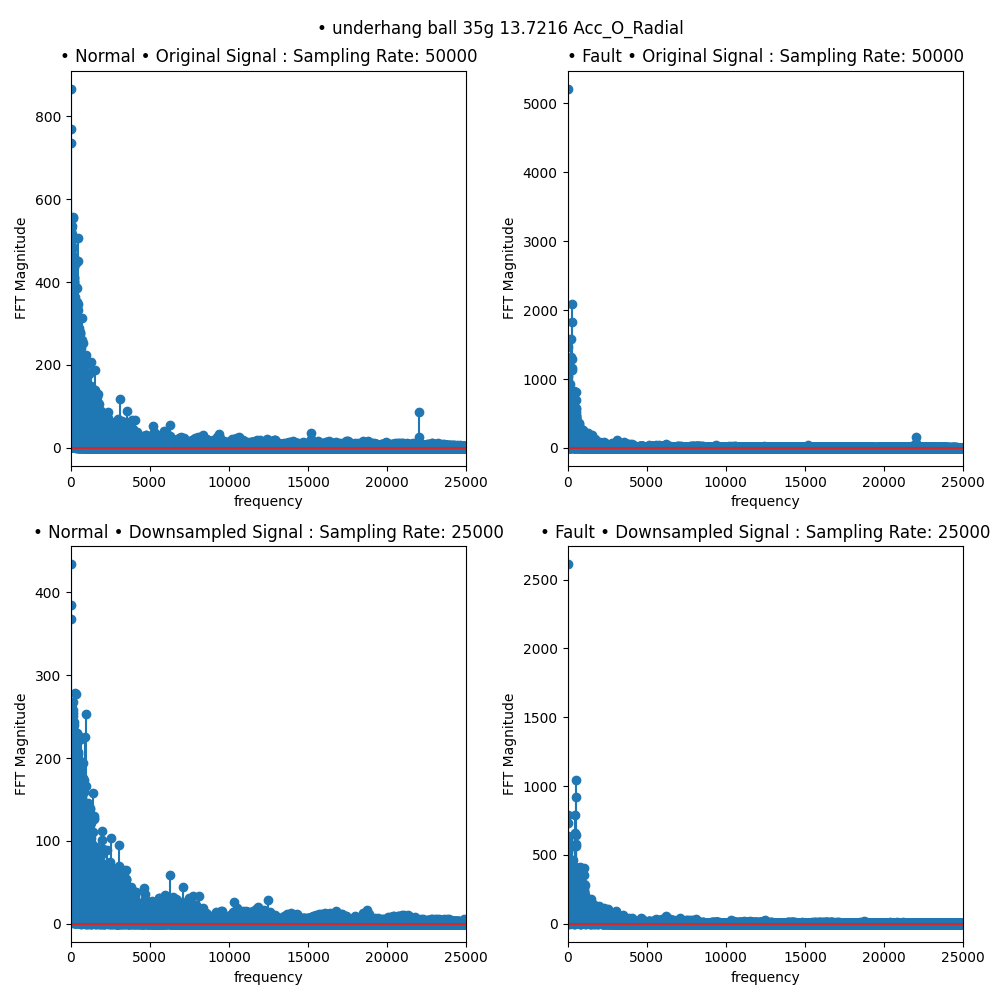 • underhang ball 35g 13.7216 Acc_O_Radial
• Normal • Original Signal : Sampling Rate: 50000
• Fault • Original Signal : Sampling Rate: 50000
800
600
400
200
0
FFT Magnitude
0 5000 10000 15000 20000 25000
frequency
5000
4000
3000
2000
1000
0
FFT Magnitude
0 5000 10000 15000 20000 25000
frequency
• Normal • Downsampled Signal : Sampling Rate: 25000
• Fault • Downsampled Signal : Sampling Rate: 25000
400
300
200
100
0
FFT Magnitude
0 5000 10000 15000 20000 25000
frequency
2500
2000
1500
1000
500
0
FFT Magnitude
0 5000 10000 15000 20000 25000
frequency